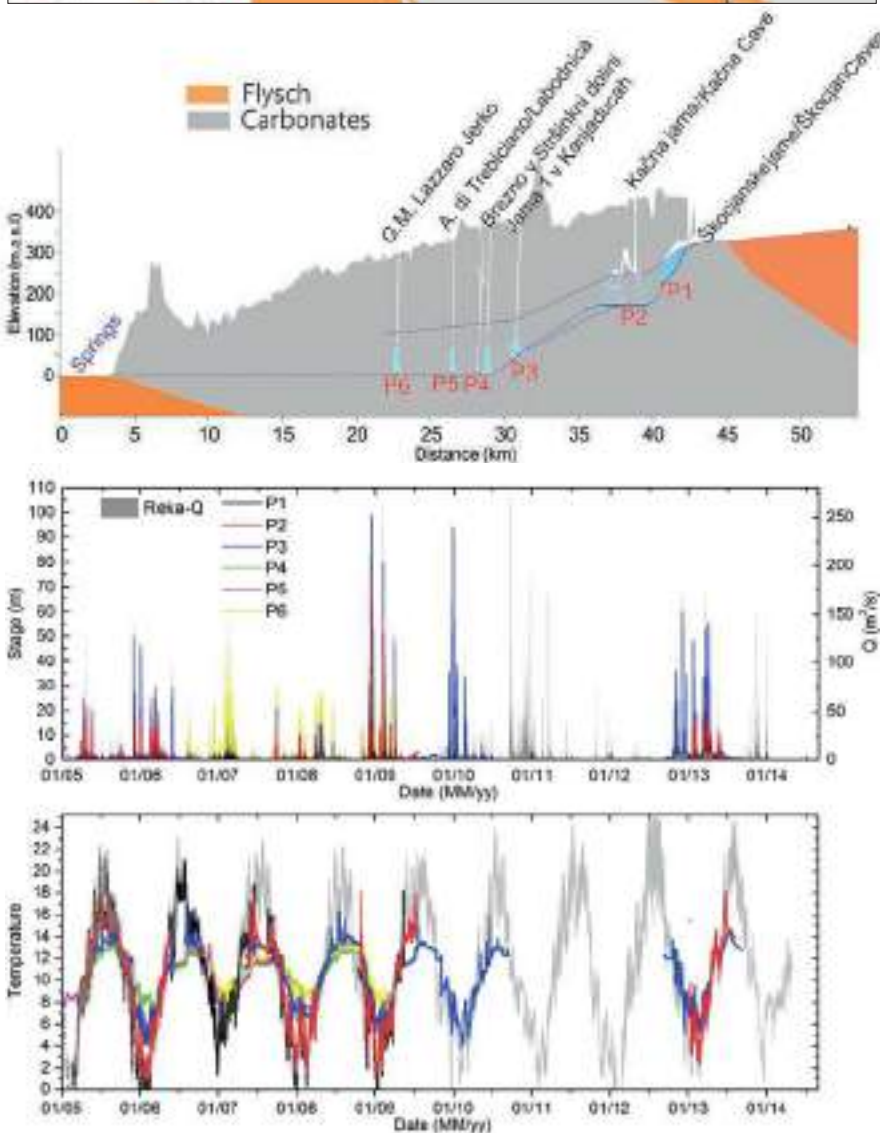 Flysch
Carbonates
G.M. Lazzaro Jerko
A. di Trebiciano/Labodnica
Brezno v Stršinkni dolini
Jama 1 v Kanjaducah
Kačna jama/Kačna Cave
Škocjanske jame/Škocjan Caves
Elevation (m.a.s.l)
400
300
200
100
0
Springs
P6
P5
P4
P3
P2
P1
0
5
10
15
20
25
30
35
40
45
50
Distance (km)
Stage (m)
110
100
90
80
70
60
50
40
30
20
10
0
Reka-Q
P1
P2
P3
P4
P5
P6
250
200
150
100
50
0
Q (m³/s)
01/05
01/06
01/07
01/08
01/09
01/10
01/11
01/12
01/13
01/14
Date (MM/yy)
Temperature
24
22
20
18
16
14
12
10
8
6
4
2
0
01/05
01/06
01/07
01/08
01/09
01/10
01/11
01/12
01/13
01/14
Date (MM/yy)